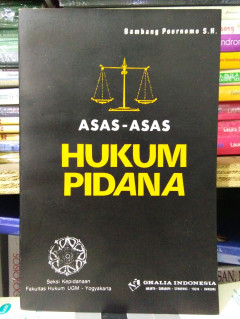 Bambang Poernomo S.H.
ASAS-ASAS
HUKUM
PIDANA
Seksi Kepidanaan
Fakultas Hukum UGM - Yogyakarta
GHALIA INDONESIA